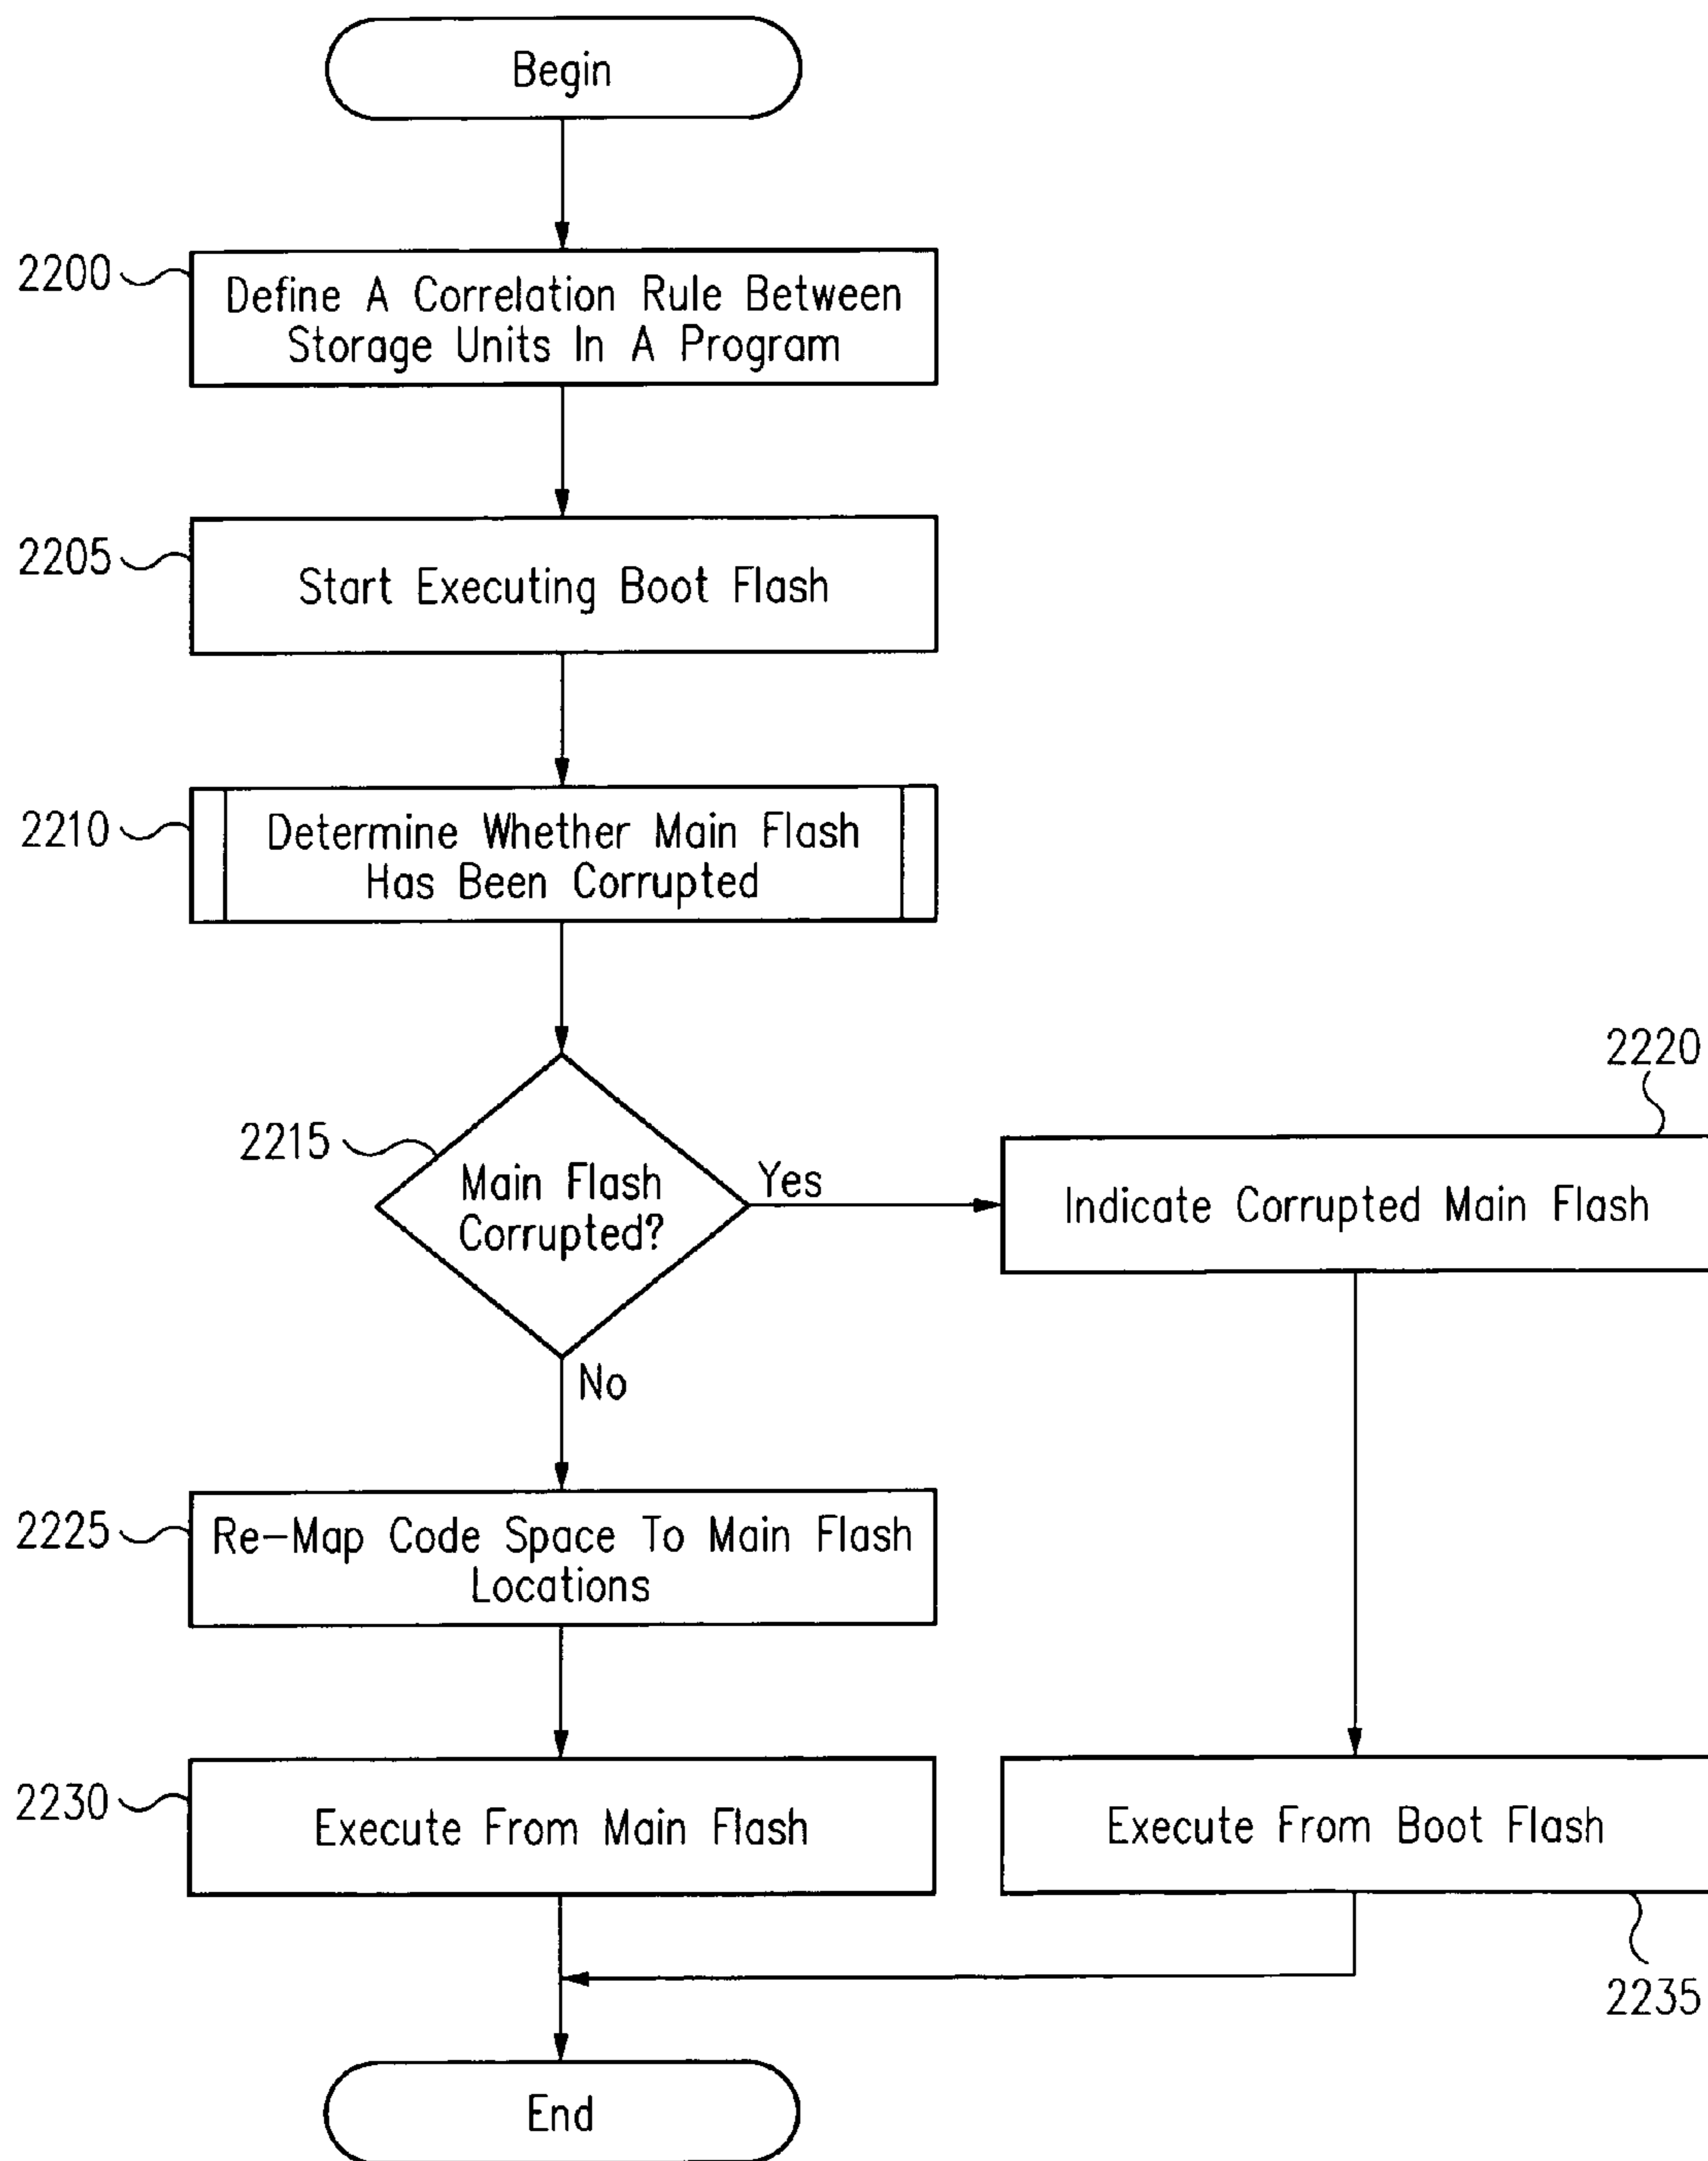 Begin
2200
Define A Correlation Rule Between
Storage Units In A Program
2205
Start Executing Boot Flash
2210
Determine Whether Main Flash
Has Been Corrupted
2215
Main Flash
Corrupted?
Yes
2220
Indicate Corrupted Main Flash
No
2225
Re-Map Code Space To Main Flash
Locations
2230
Execute From Main Flash
Execute From Boot Flash
2235
End